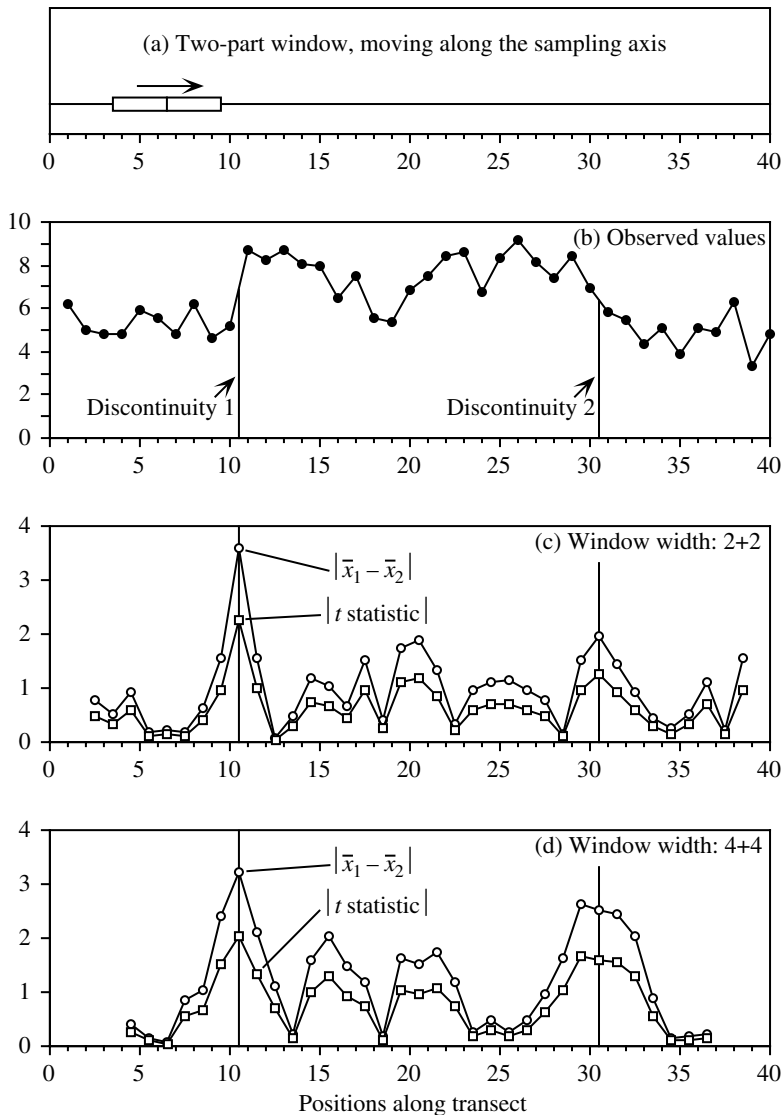 (a) Two-part window, moving along the sampling axis
0 5 10 15 20 25 30 35 40
10
8
6
4
2
0
(b) Observed values
Discontinuity 1
Discontinuity 2
0 5 10 15 20 25 30 35 40
4
3
2
1
0
(c) Window width: 2+2
|x̄₁ – x̄₂|
|t statistic|
0 5 10 15 20 25 30 35 40
4
3
2
1
0
(d) Window width: 4+4
|x̄₁ – x̄₂|
|t statistic|
0 5 10 15 20 25 30 35 40
Positions along transect